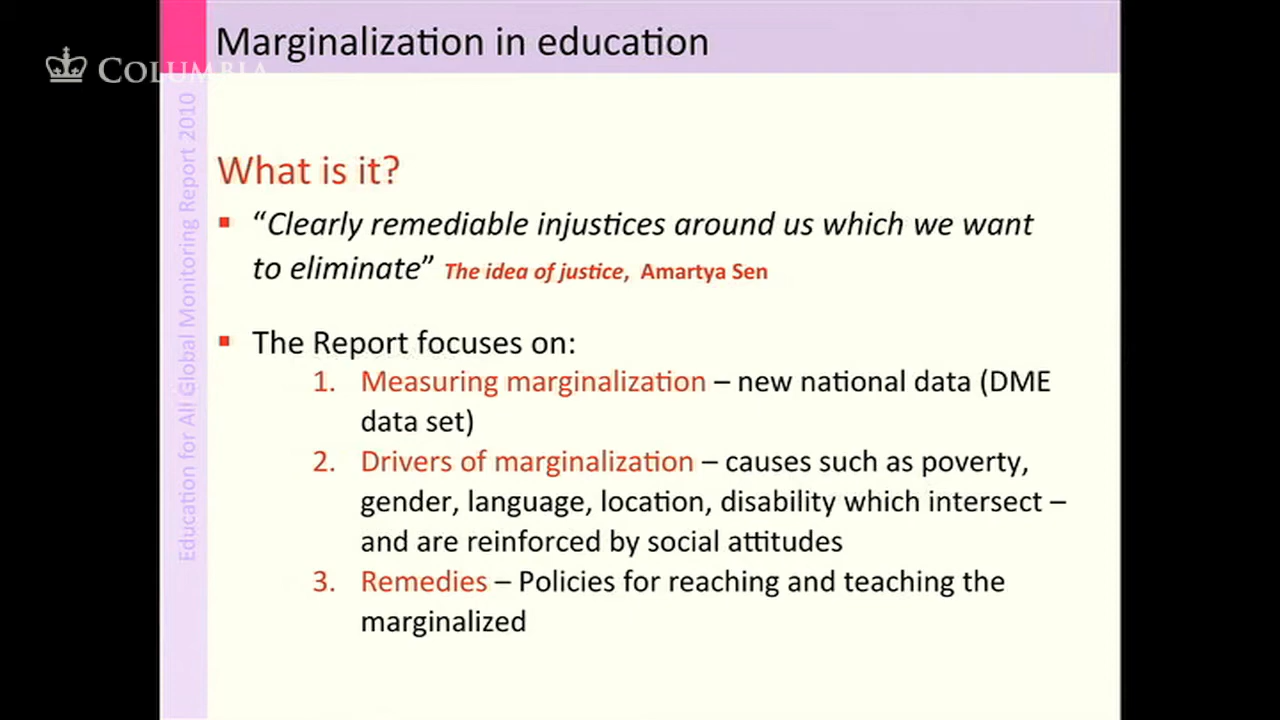 Marginalization in education
COLUMBIA
Education for All Global Monitoring Report 2010
What is it?
“Clearly remediable injustices around us which we want
to eliminate” The idea of justice, Amartya Sen
The Report focuses on:
1. Measuring marginalization – new national data (DME
data set)
2. Drivers of marginalization – causes such as poverty,
gender, language, location, disability which intersect –
and are reinforced by social attitudes
3. Remedies – Policies for reaching and teaching the
marginalized